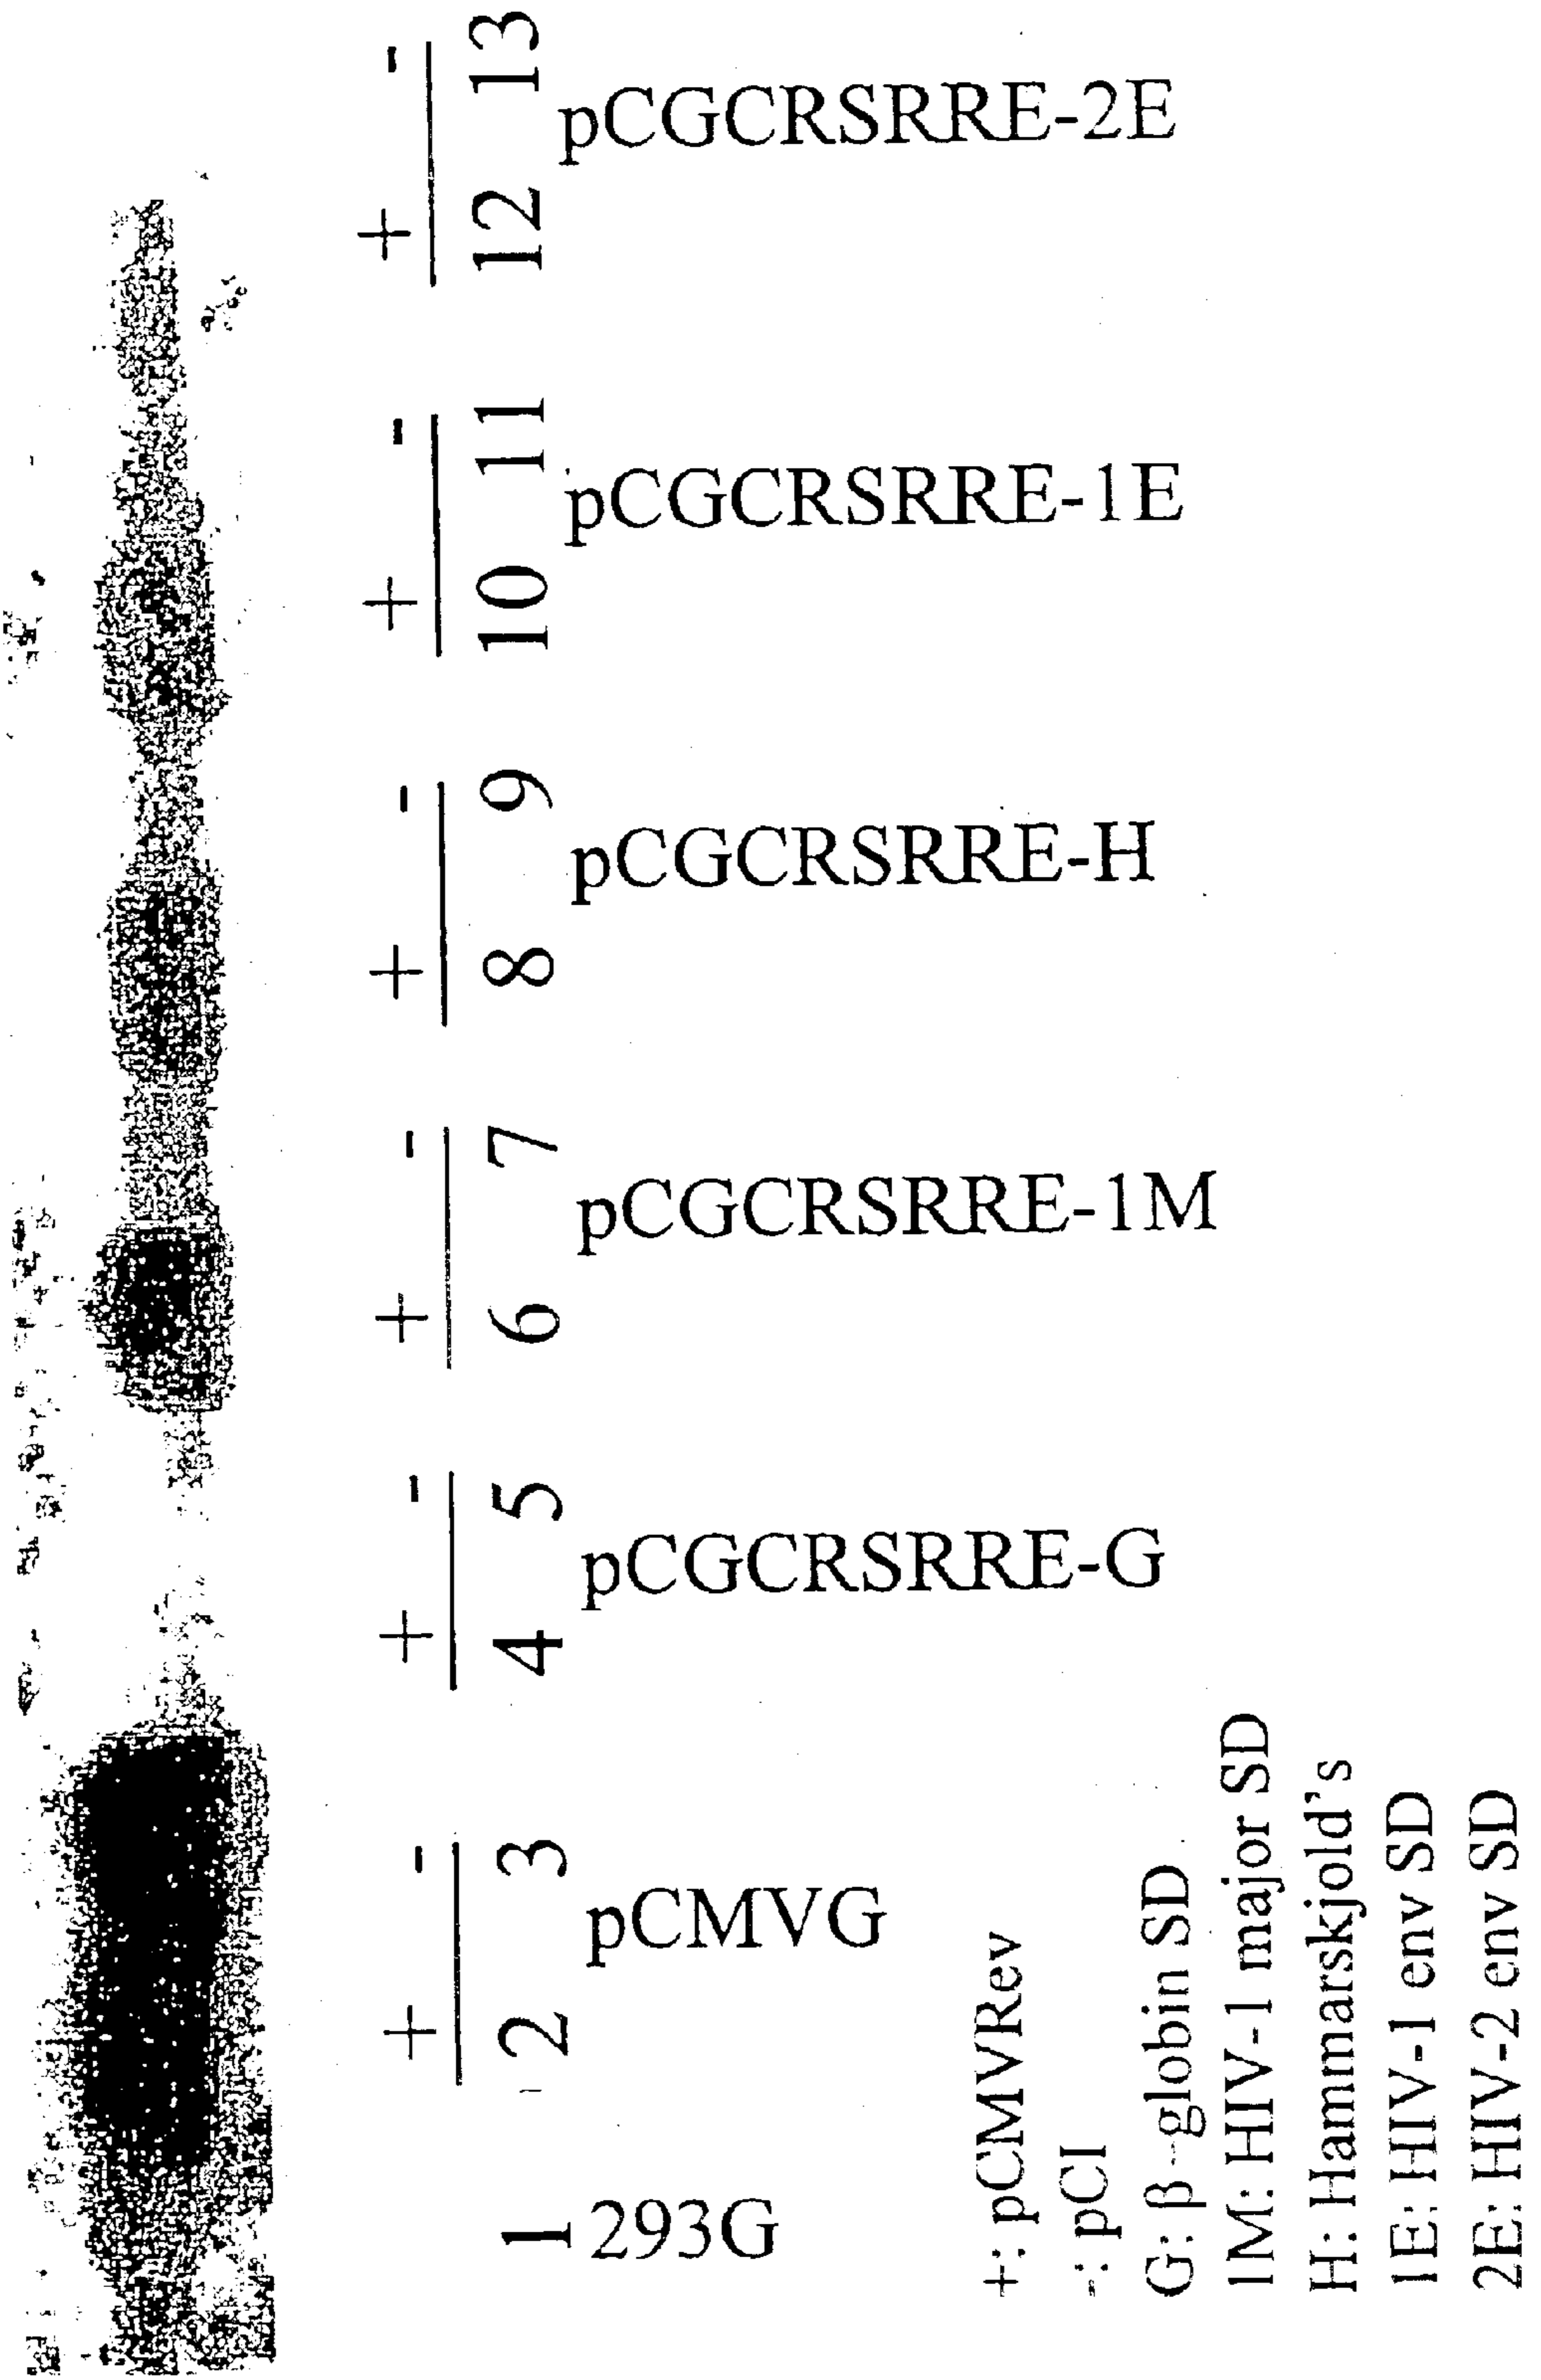 + - + - + - + - + - + -
1 2 3 4 5 6 7 8 9 10 11 12 13
293G pCMVG pCGCRSRRE-G pCGCRSRRE-1M pCGCRSRRE-H pCGCRSRRE-1E pCGCRSRRE-2E
+: pCMVRev
-: pCI
G: β-globin SD
1M: HIV-1 major SD
H: Hammarskjold's
1E: HIV-1 env SD
2E: HIV-2 env SD